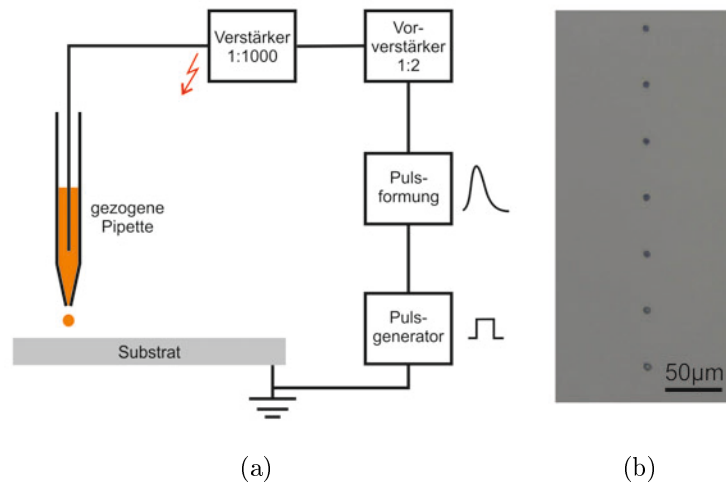 Verstärker
1:1000
Vor-
verstärker
1:2
Puls-
formung
gezogene
Pipette
Puls-
generator
Substrat
50µm
(a)
(b)